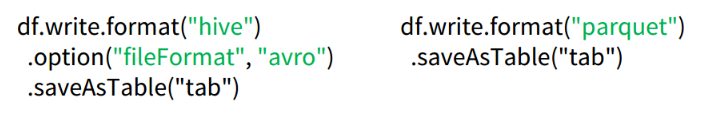 df.write.format("hive")
.option("fileFormat", "avro")
.saveAsTable("tab")
df.write.format("parquet")
.saveAsTable("tab")